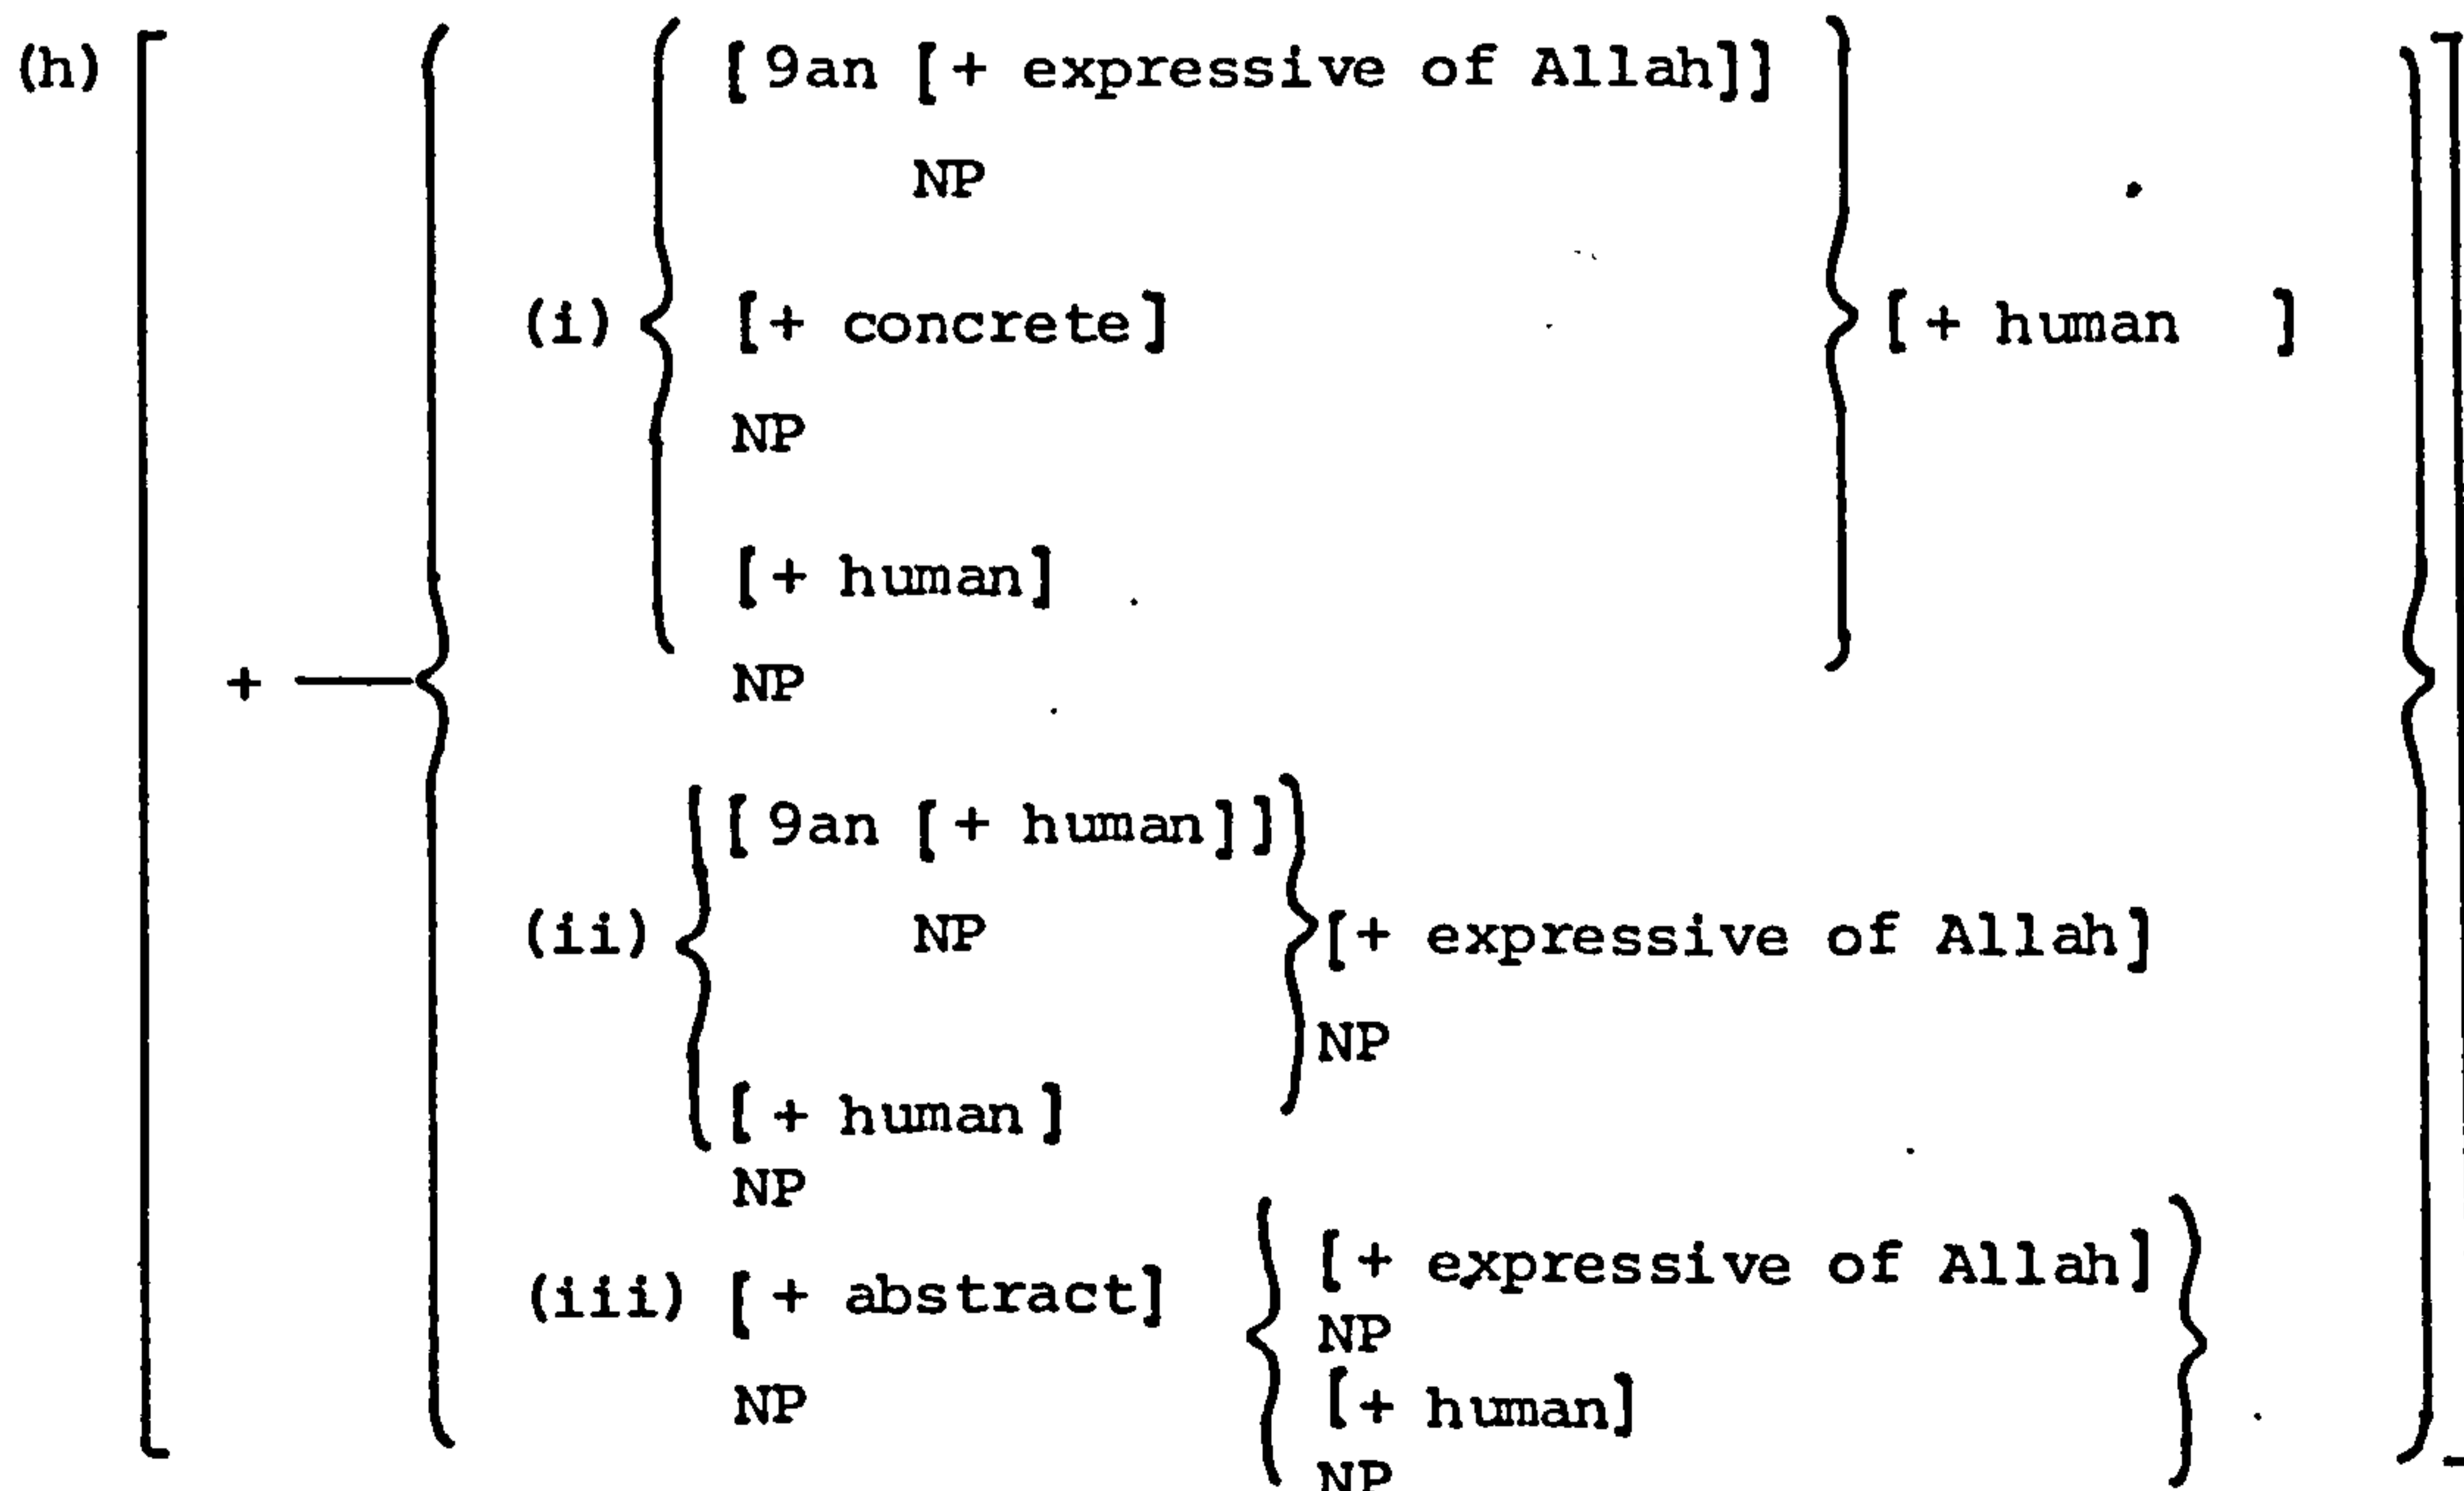 (h) [ 9an [+ expressive of Allah]]
NP
(i) [+ concrete] [+ human ]
NP
[+ human]
+ NP
[ 9an [+ human]]
(ii) NP [+ expressive of Allah]
NP
[ + human ]
NP
[+ expressive of Allah]
(iii) [ + abstract]
NP
NP [+ human]
NP